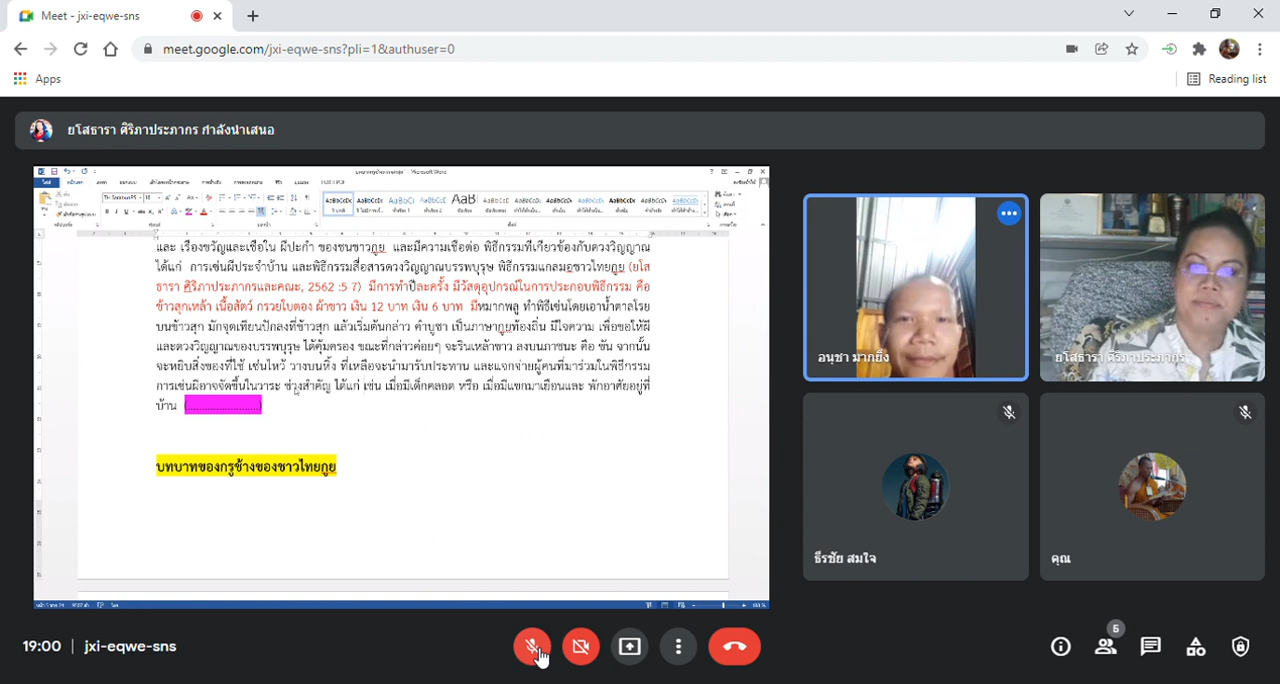 Meet - jxi-eqwe-sns
meet.google.com/jxi-eqwe-sns?pli=1&authuser=0
Apps
Reading list
ยโสธารา ศิริภาประภากร กำลังนำเสนอ
และ เรื่องขวัญและเชื่อใน ผีปะกำ ของชนชาวกูย และมีความเชื่อต่อ พิธีกรรมที่เกี่ยวข้องกับดวงวิญญาณ
ได้แก่ การเซ่นผีประจำบ้าน และพิธีกรรมสื่อสารดวงวิญญาณบรรพบุรุษ พิธีกรรมแกลมอชาวไทยกูย (ยโส
ธารา ศิริภาประภากรและคณะ, 2562 :5 7) มีการทำปีละครั้ง มีวัสดุอุปกรณ์ในการประกอบพิธีกรรม คือ
ข้าวสุกเหล้า เนื้อสัตว์ กรวยใบตอง ผ้าขาว เงิน 12 บาท เงิน 6 บาท มีหมากพลู ทำพิธีเซ่นโดยเอาน้ำตาลโรย
บนข้าวสุก มักจุดเทียนปักลงที่ข้าวสุก แล้วเริ่มต้นกล่าว คำบูชา เป็นภาษากูยท้องถิ่น มีใจความ เพื่อขอให้ผี
และดวงวิญญาณของบรรพบุรุษ ได้คุ้มครอง ขณะที่กล่าวค่อยๆ จะรินเหล้าขาว ลงบนภาชนะ คือ ขัน จากนั้น
จะหยิบสิ่งของที่ใช้ เซ่นไหว้ วางบนหิ้ง ที่เหลือจะนำมารับประทาน และแจกจ่ายผู้คนที่มาร่วมในพิธีกรรม
การเซ่นมีอาจจัดขึ้นในวาระ ช่วงสำคัญ ได้แก่ เช่น เมื่อมีเด็กคลอด หรือ เมื่อมีแขกมาเยือนและ พักอาศัยอยู่ที่
บ้าน (........................)
บทบาทของกรูช้างของชาวไทยกูย
อนุชา มากยิ่ง
ยโสธารา ศิริภาประภากร
ธีรชัย สมใจ
คุณ
19:00 | jxi-eqwe-sns
6